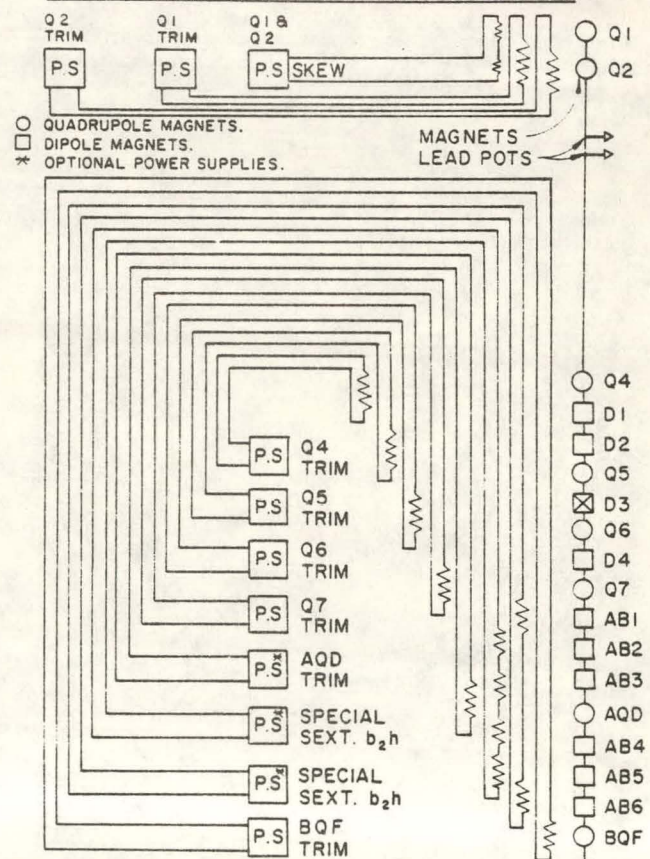 Q2
TRIM
Q1
TRIM
Q1 &
Q2
P.S
P.S
P.S
SKEW
Q1
Q2
○ QUADRUPOLE MAGNETS.
□ DIPOLE MAGNETS.
* OPTIONAL POWER SUPPLIES.
MAGNETS
LEAD POTS
P.S
Q4
TRIM
P.S
Q5
TRIM
P.S
Q6
TRIM
P.S
Q7
TRIM
P.S*
AQD
TRIM
P.S*
SPECIAL
SEXT. b₂h
P.S*
SPECIAL
SEXT. b₂h
P.S
BQF
TRIM
Q4
D1
D2
Q5
D3
Q6
D4
Q7
AB1
AB2
AB3
AQD
AB4
AB5
AB6
BQF